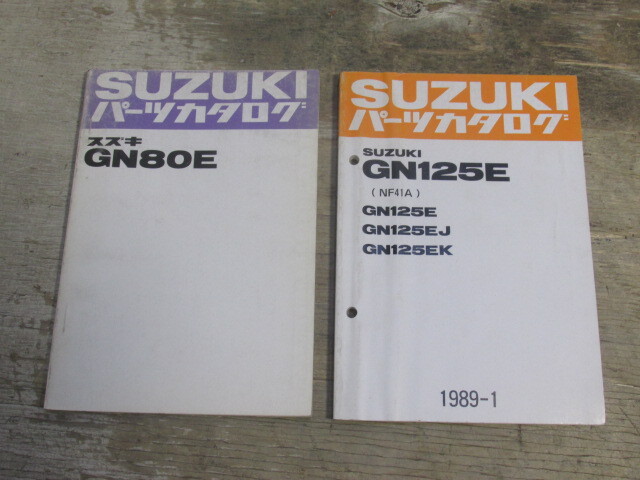 SUZUKI
パーツカタログ
スズキ
GN80E
SUZUKI
パーツカタログ
SUZUKI
GN125E
( NF41A )
GN125E
GN125EJ
GN125EK
1989-1